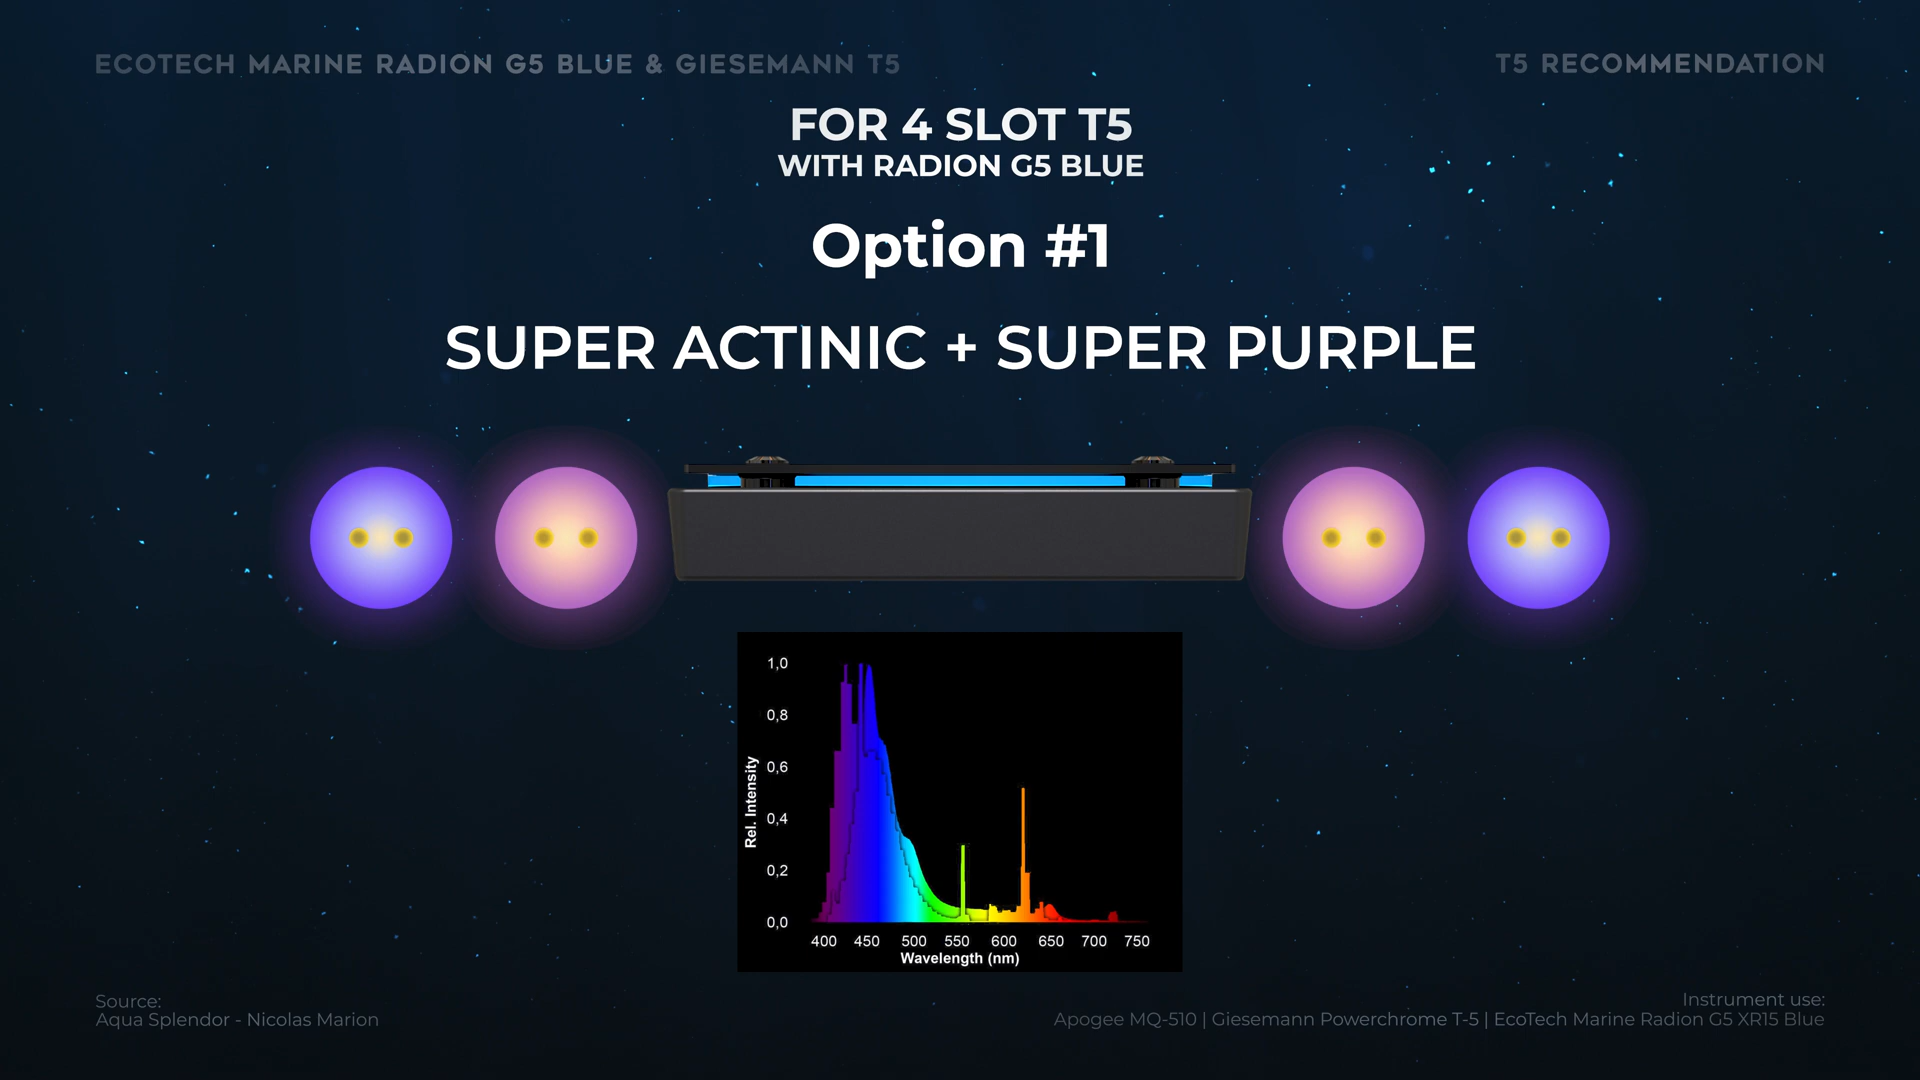 ECOTECH MARINE RADION G5 BLUE & GIESEMANN T5
T5 RECOMMENDATION
FOR 4 SLOT T5
WITH RADION G5 BLUE
Option #1
SUPER ACTINIC + SUPER PURPLE
1,0
0,8
0,6
0,4
0,2
0,0
Rel. Intensity
400 450 500 550 600 650 700 750
Wavelength (nm)
Source:
Aqua Splendor - Nicolas Marion
Instrument use:
Apogee MQ-510 | Giesemann Powerchrome T-5 | EcoTech Marine Radion G5 XR15 Blue